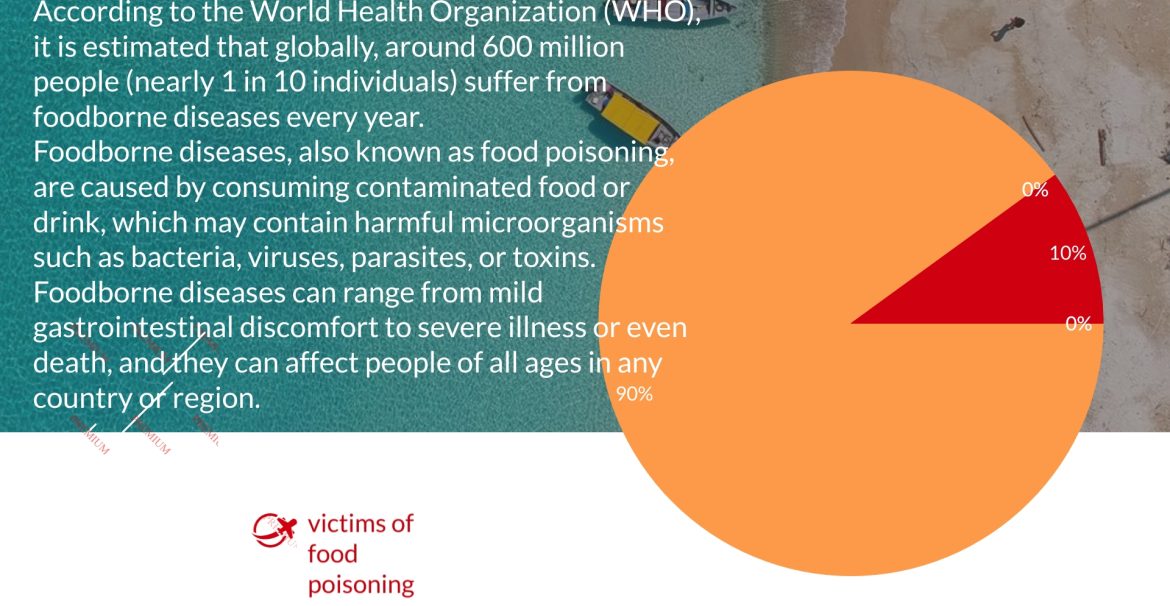 According to the World Health Organization (WHO),
it is estimated that globally, around 600 million
people (nearly 1 in 10 individuals) suffer from
foodborne diseases every year.
Foodborne diseases, also known as food poisoning,
are caused by consuming contaminated food or
drink, which may contain harmful microorganisms
such as bacteria, viruses, parasites, or toxins.
Foodborne diseases can range from mild
gastrointestinal discomfort to severe illness or even
death, and they can affect people of all ages in any
country or region.
0%
10%
0%
90%
PREMIUM
PREMIUM
victims of
food
poisoning